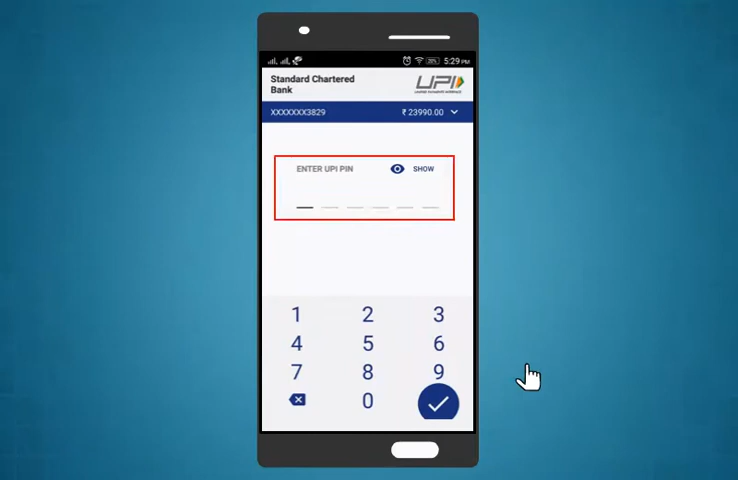 5:29 PM
Standard Chartered
Bank
UPI
UNIFIED PAYMENTS INTERFACE
XXXXXXX3829 ₹ 23990.00
ENTER UPI PIN SHOW
1 2 3
4 5 6
7 8 9
0